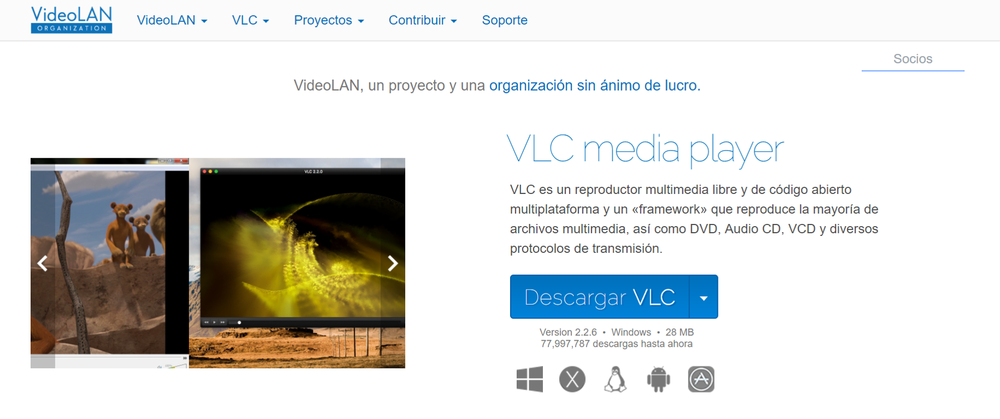 VideoLAN
ORGANIZATION
VideoLAN
VLC
Proyectos
Contribuir
Soporte
Socios
VideoLAN, un proyecto y una organización sin ánimo de lucro.
VLC 2.2.0
VLC media player
VLC es un reproductor multimedia libre y de código abierto
multiplataforma y un «framework» que reproduce la mayoría de
archivos multimedia, así como DVD, Audio CD, VCD y diversos
protocolos de transmisión.
Descargar VLC
Version 2.2.6 • Windows • 28 MB
77,997,787 descargas hasta ahora